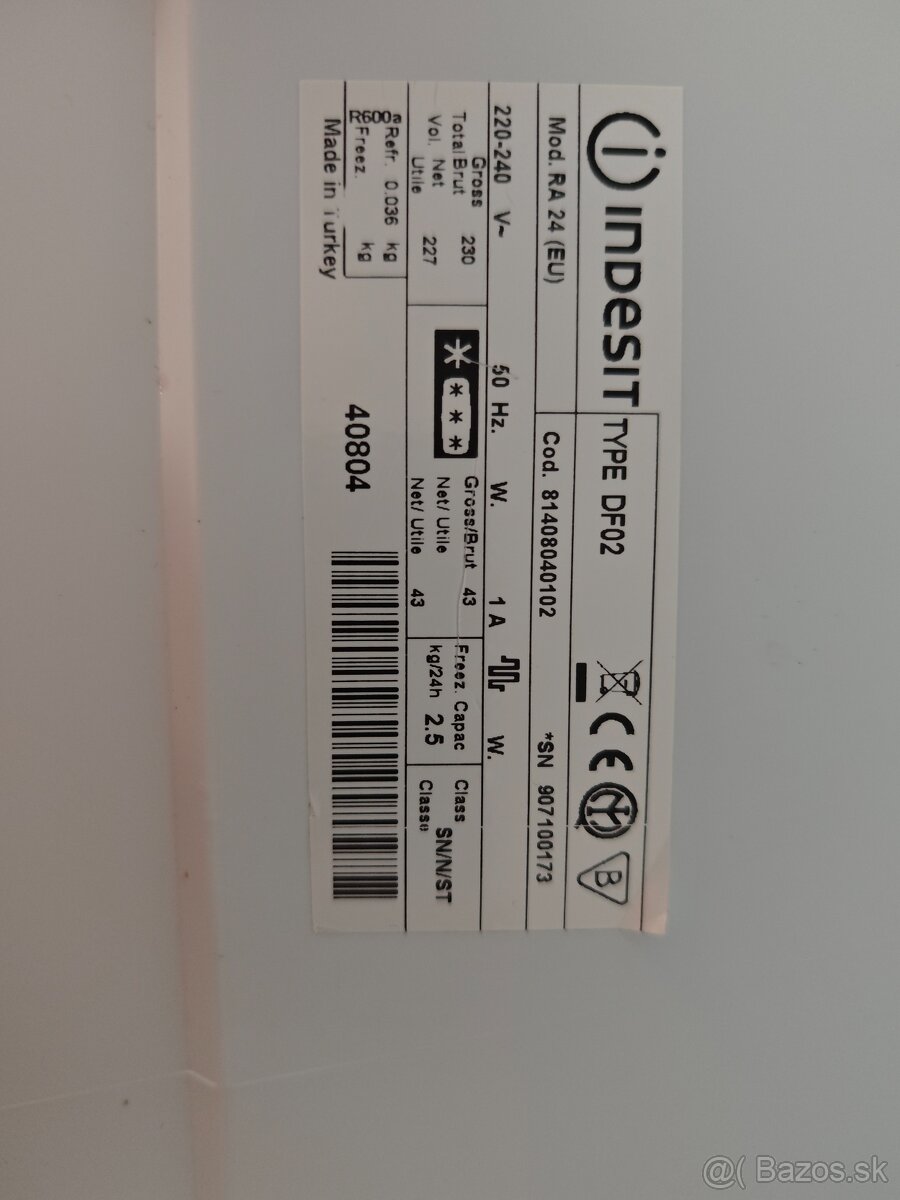 INDESIT TYPE DF02
B
Mod. RA 24 (EU) Cod. 81408040102 *SN 907100173
220-240 V~ 50 Hz. W. 1 A W.
Gross
Total Brut 230
Vol. Net 227
Utile
Gross/Brut 43
Net/ Utile
Net/ Utile 43
Freez. Capac
kg/24h 2.5
Class
SN/N/ST
Classe
R600a Refr. 0.036 kg
Freez. kg
Made in Turkey
40804
@( Bazos.sk